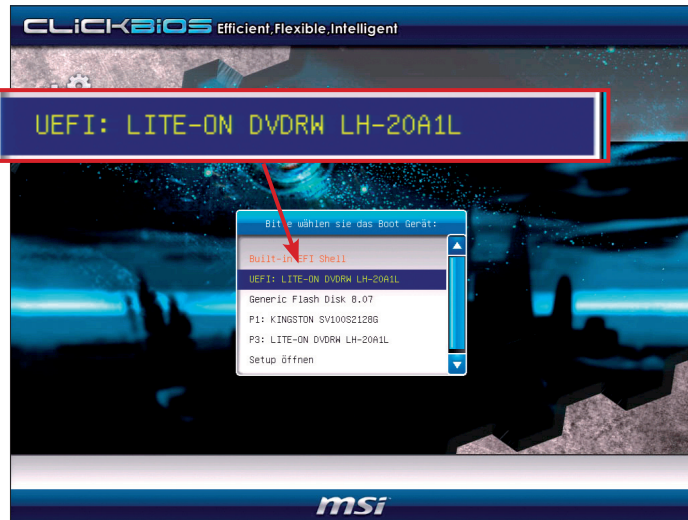 CLiCKBiOS Efficient,Flexible,Intelligent
UEFI: LITE-ON DVDRW LH-20A1L
Bitte wählen sie das Boot Gerät:
Built-in EFI Shell
UEFI: LITE-ON DVDRW LH-20A1L
Generic Flash Disk 8.07
P1: KINGSTON SV100S2128G
P3: LITE-ON DVDRW LH-20A1L
Setup öffnen
msi